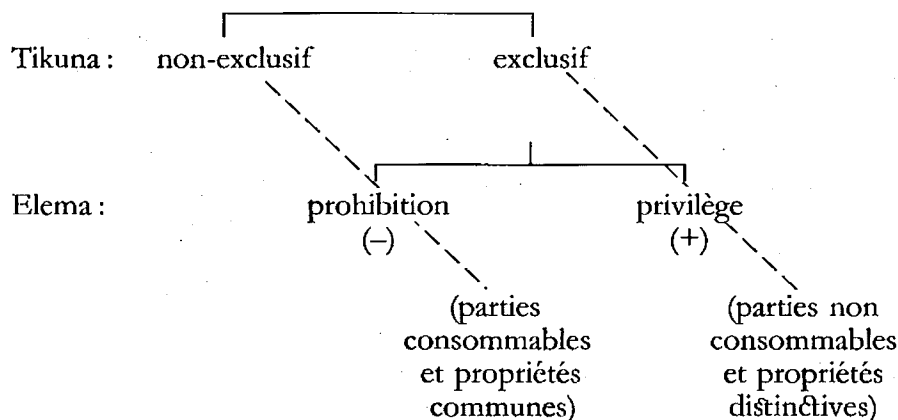 Tikuna : non-exclusif exclusif
Elema : prohibition privilège
(–) (+)
(parties (parties non
consommables consommables
et propriétés et propriétés
communes) distinctives)